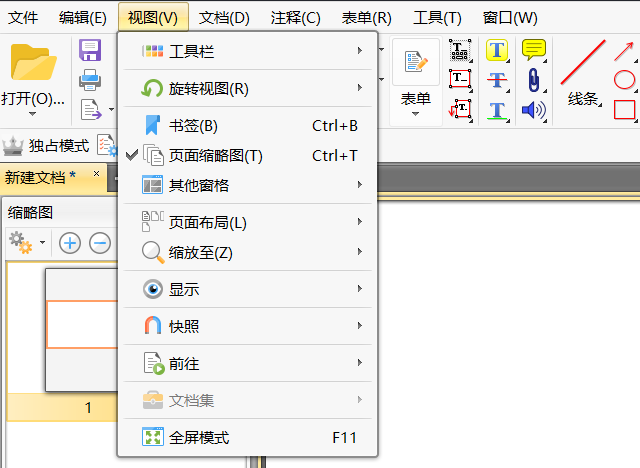 文件 编辑(E) 视图(V) 文档(D) 注释(C) 表单(R) 工具(T) 窗口(W)
打开(O)...
表单
线条
独占模式
新建文档 * ×
缩略图
1
工具栏
旋转视图(R)
书签(B) Ctrl+B
页面缩略图(T) Ctrl+T
其他窗格
页面布局(L)
缩放至(Z)
显示
快照
前往
文档集
全屏模式 F11